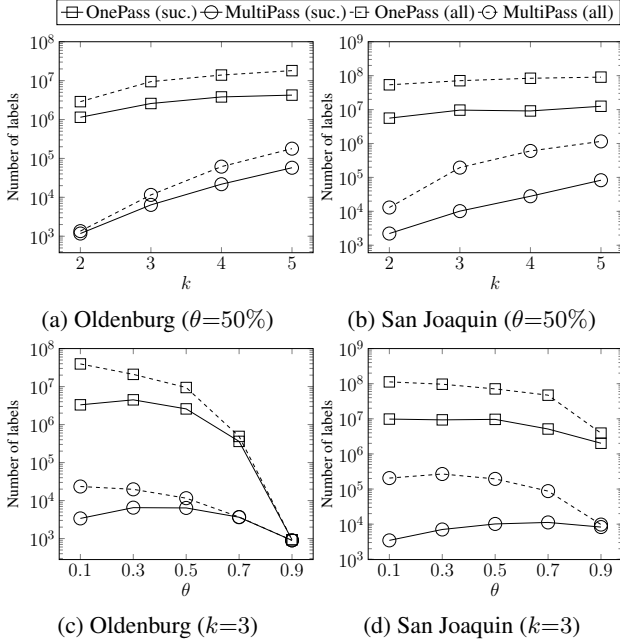 OnePass (suc.) MultiPass (suc.) OnePass (all) MultiPass (all)
10^8
10^7
10^6
10^5
10^4
10^3
Number of labels
2 3 4 5
k
(a) Oldenburg (θ=50%)
10^9
10^8
10^7
10^6
10^5
10^4
10^3
Number of labels
2 3 4 5
k
(b) San Joaquin (θ=50%)
10^8
10^7
10^6
10^5
10^4
10^3
Number of labels
0.1 0.3 0.5 0.7 0.9
θ
(c) Oldenburg (k=3)
10^9
10^8
10^7
10^6
10^5
10^4
10^3
Number of labels
0.1 0.3 0.5 0.7 0.9
θ
(d) San Joaquin (k=3)